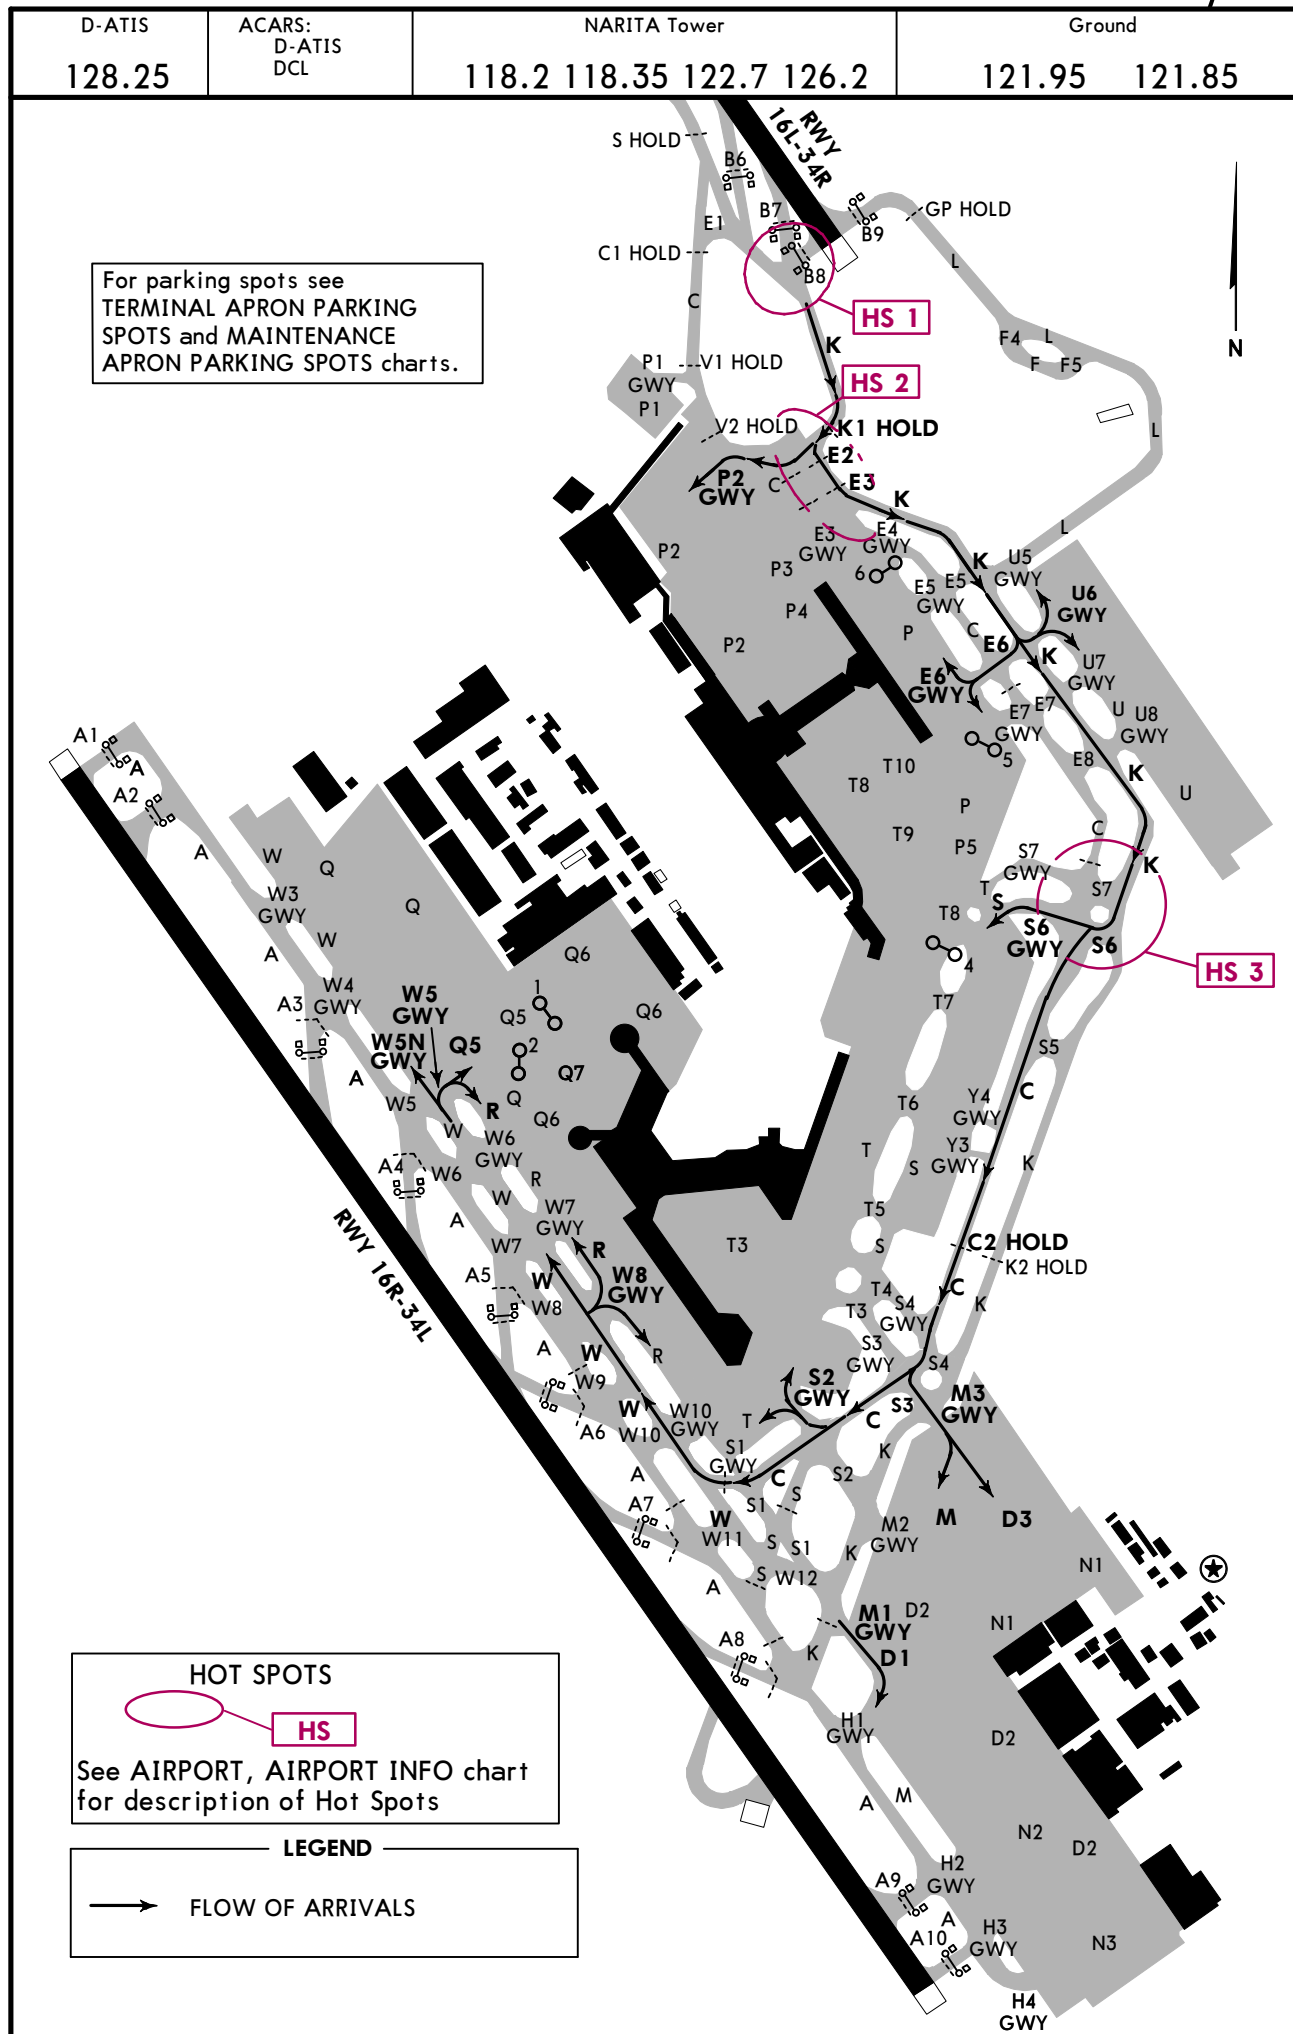 D-ATIS
128.25
ACARS:
D-ATIS
DCL
NARITA Tower
118.2 118.35 122.7 126.2
Ground
121.95 121.85
For parking spots see
TERMINAL APRON PARKING
SPOTS and MAINTENANCE
APRON PARKING SPOTS charts.
RWY
16L-34R
S HOLD
B6
E1
B7
B9
GP HOLD
C1 HOLD
B8
L
C
HS 1
K
F4
L
F
F5
N
P1
GWY
V1 HOLD
HS 2
P1
V2 HOLD
K1 HOLD
L
E2
P2
GWY
C
E3
K
L
E3
GWY
E4
GWY
P2
P3
6
K
U5
GWY
E5
GWY
E5
U6
GWY
P4
P
C
E6
K
P2
E6
GWY
U7
GWY
E7
GWY
E7
U
U8
GWY
5
E8
K
T10
T8
P
U
T9
P5
C
S7
GWY
K
T
S7
S
T8
S6
GWY
S6
4
HS 3
T7
A1
A
A2
A
W
Q
W3
GWY
Q
W
A
Q6
W4
GWY
A3
W5
GWY
1
Q5
Q6
W5N
GWY
Q5
2
Q7
S5
A
W5
R
Q
T6
Y4
GWY
C
W
W6
GWY
Q6
Y3
GWY
K
T
S
A4
W6
R
W
W7
GWY
A
T5
RWY 16R-34L
W7
R
T3
S
C2 HOLD
K2 HOLD
A5
W
W8
GWY
W8
T4
C
K
T3
S4
GWY
A
W
R
S3
GWY
S4
W9
S2
GWY
M3
GWY
S3
W
W10
GWY
T
C
A6
W10
S1
GWY
K
A
C
S2
A7
S1
S
M
D3
W
W11
M2
GWY
S
S1
K
N1
A
S
W12
M1
GWY
D2
N1
A8
K
D1
H1
GWY
D2
A
M
N2
D2
H2
GWY
A9
A
A10
H3
GWY
N3
H4
GWY
HOT SPOTS
HS
See AIRPORT, AIRPORT INFO chart
for description of Hot Spots
LEGEND
FLOW OF ARRIVALS